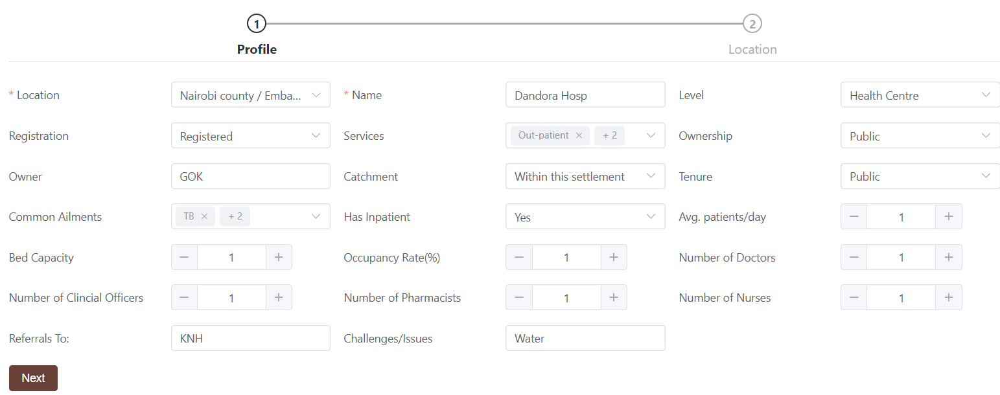 1 2
Profile Location
* Location Nairobi county / Emba... * Name Dandora Hosp Level Health Centre
Registration Registered Services Out-patient × + 2 Ownership Public
Owner GOK Catchment Within this settlement Tenure Public
Common Ailments TB × + 2 Has Inpatient Yes Avg. patients/day − 1 +
Bed Capacity − 1 + Occupancy Rate(%) − 1 + Number of Doctors − 1 +
Number of Clincial Officers − 1 + Number of Pharmacists − 1 + Number of Nurses − 1 +
Referrals To: KNH Challenges/Issues Water
Next